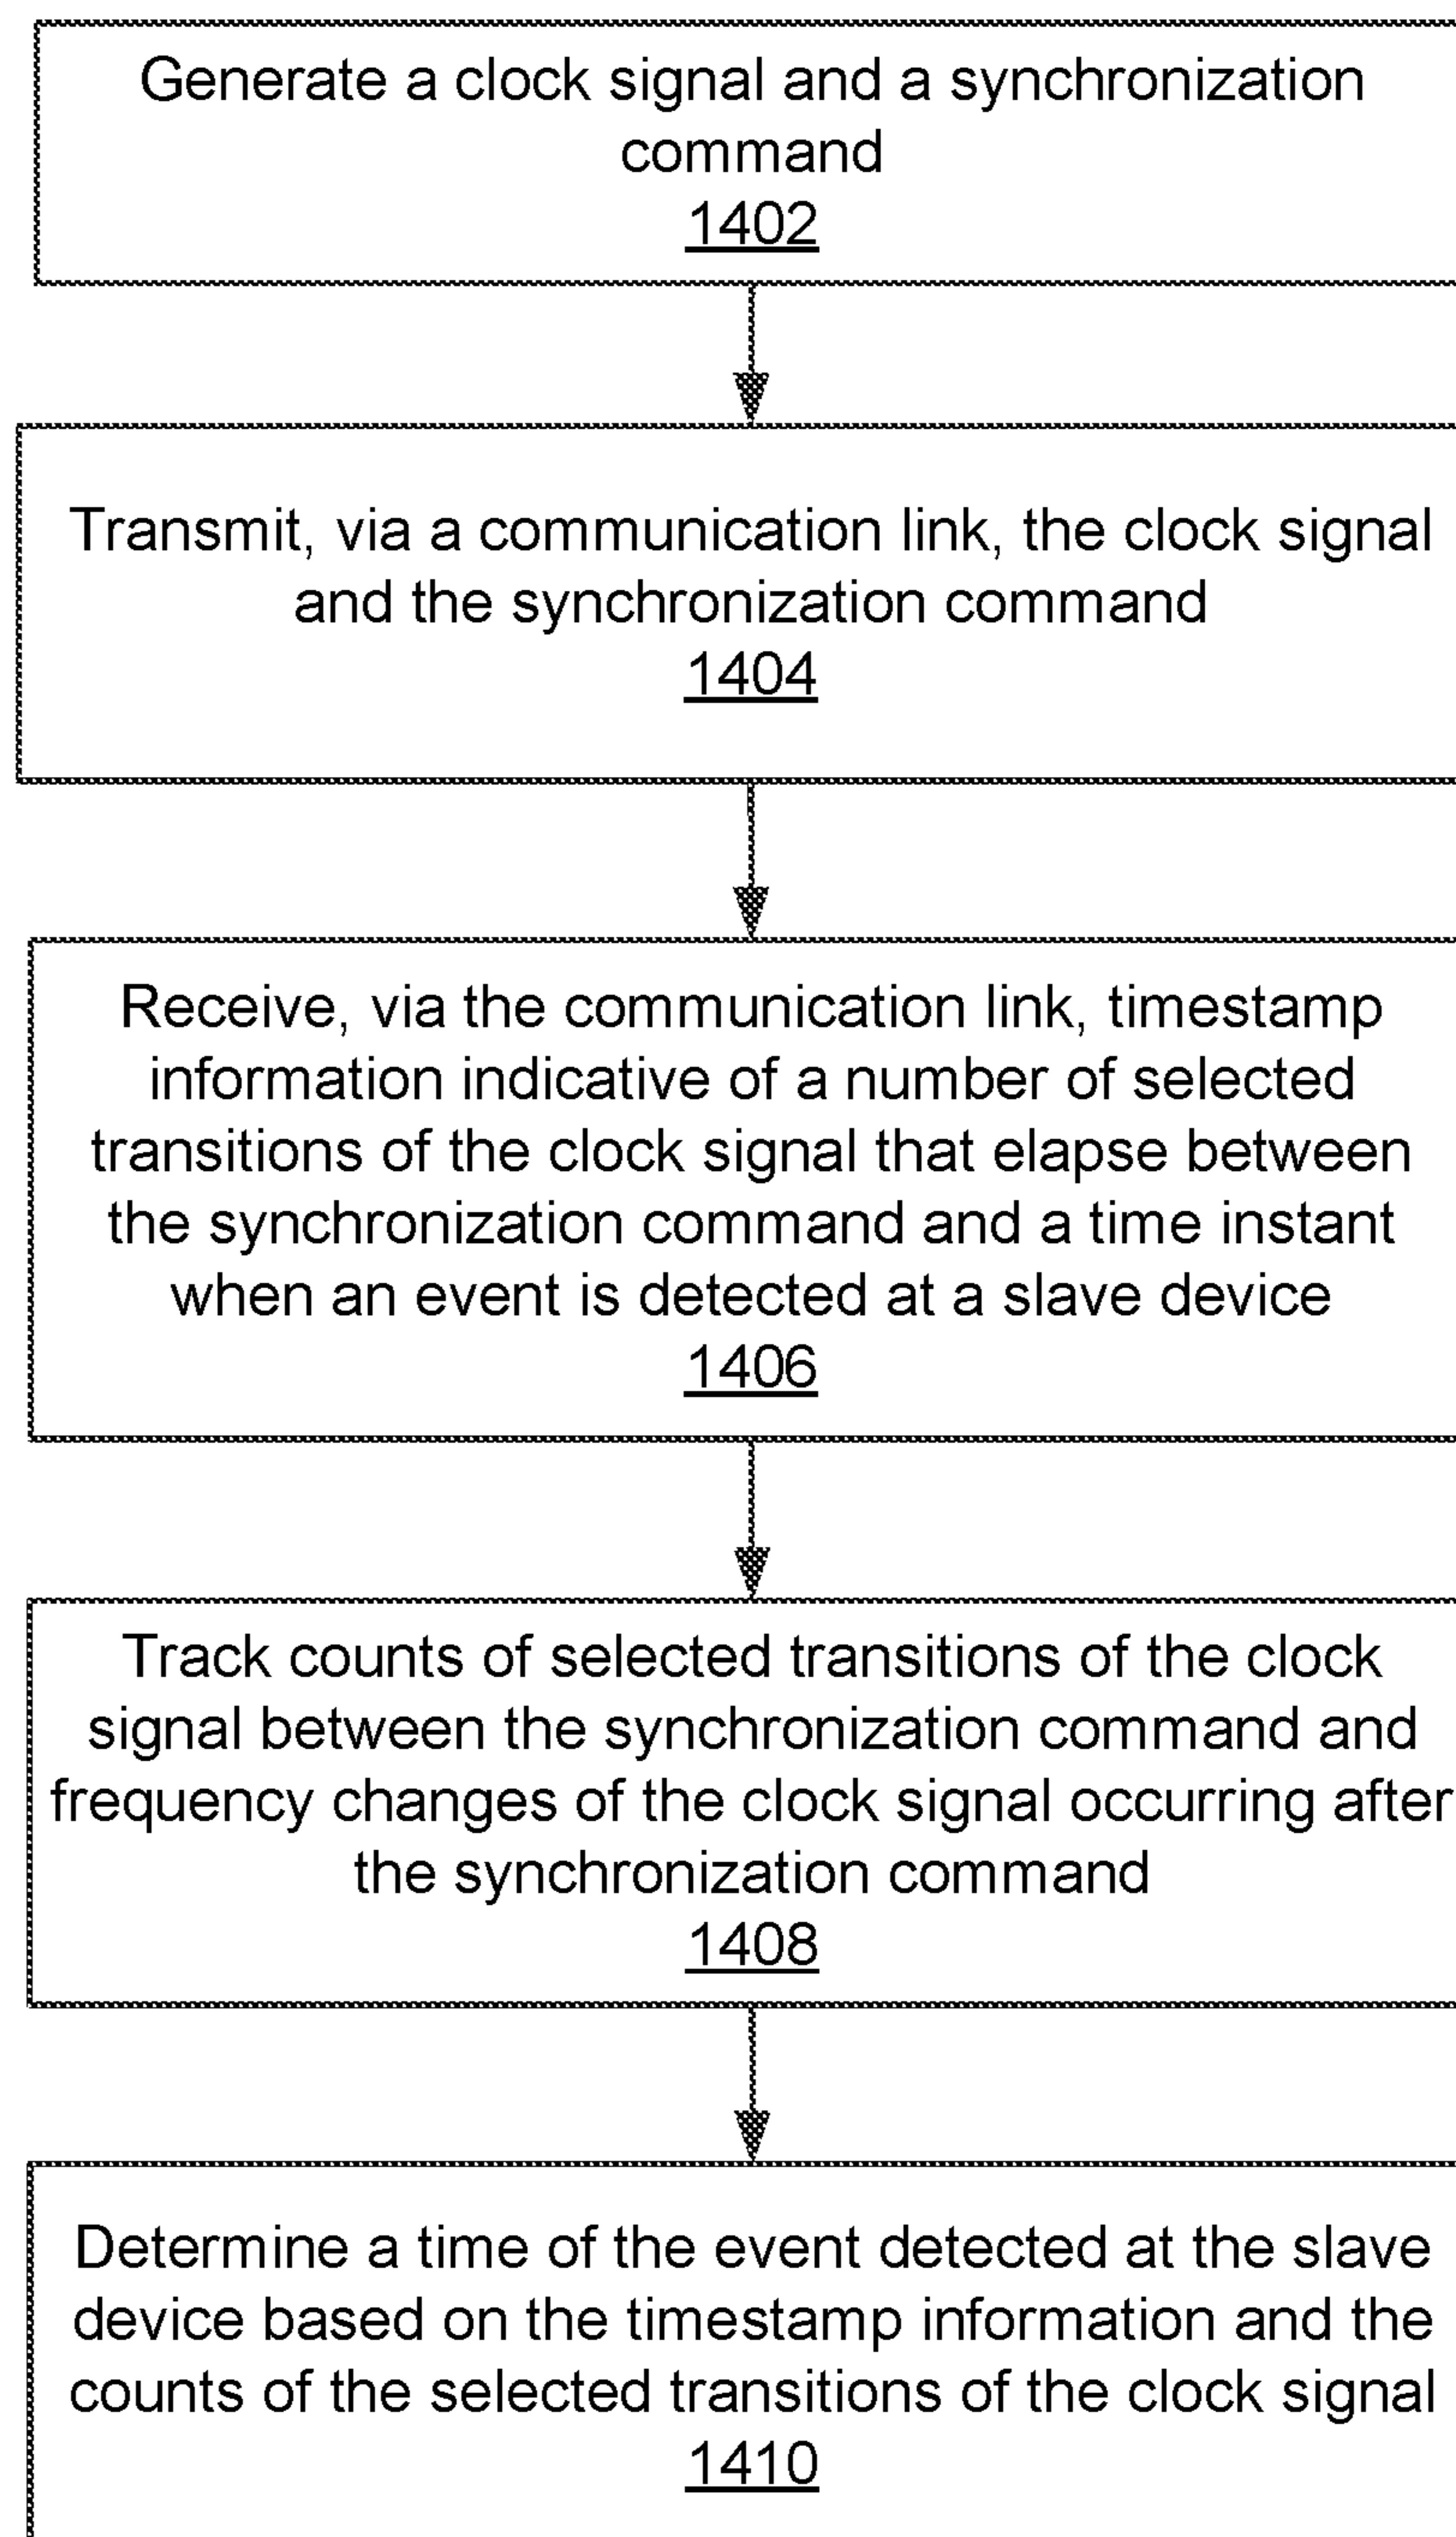 Generate a clock signal and a synchronization
command
1402
Transmit, via a communication link, the clock signal
and the synchronization command
1404
Receive, via the communication link, timestamp
information indicative of a number of selected
transitions of the clock signal that elapse between
the synchronization command and a time instant
when an event is detected at a slave device
1406
Track counts of selected transitions of the clock
signal between the synchronization command and
frequency changes of the clock signal occurring after
the synchronization command
1408
Determine a time of the event detected at the slave
device based on the timestamp information and the
counts of the selected transitions of the clock signal
1410